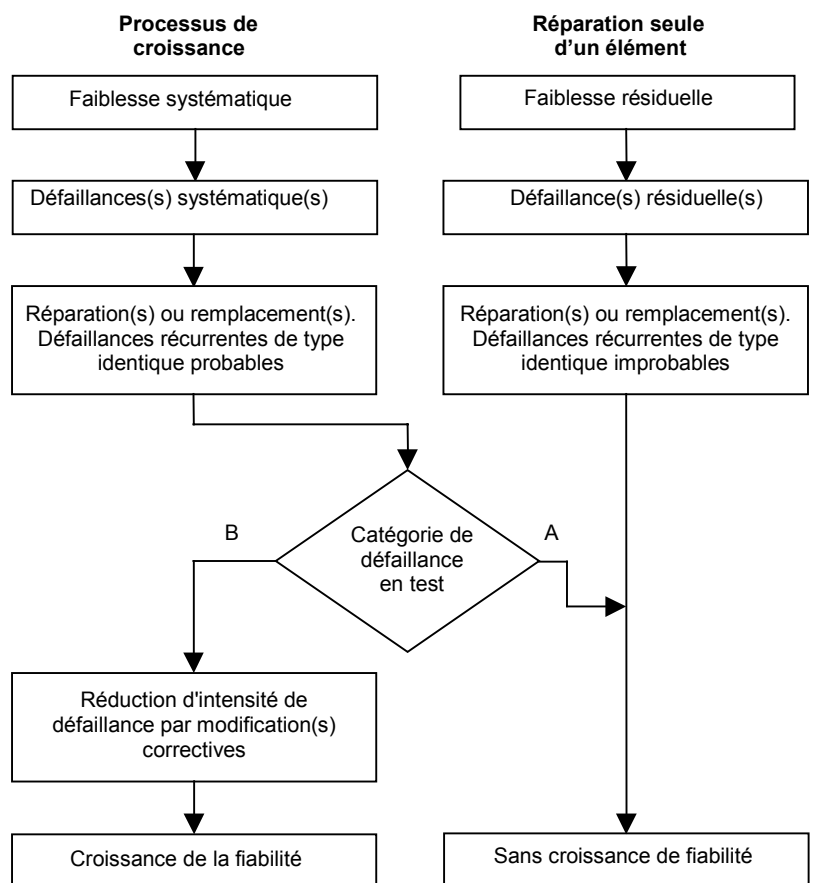 Processus de
croissance
Réparation seule
d’un élément
Faiblesse systématique
Faiblesse résiduelle
Défaillances(s) systématique(s)
Défaillance(s) résiduelle(s)
Réparation(s) ou remplacement(s).
Défaillances récurrentes de type
identique probables
Réparation(s) ou remplacement(s).
Défaillances récurrentes de type
identique improbables
B
Catégorie de
défaillance
en test
A
Réduction d'intensité de
défaillance par modification(s)
correctives
Croissance de la fiabilité
Sans croissance de fiabilité